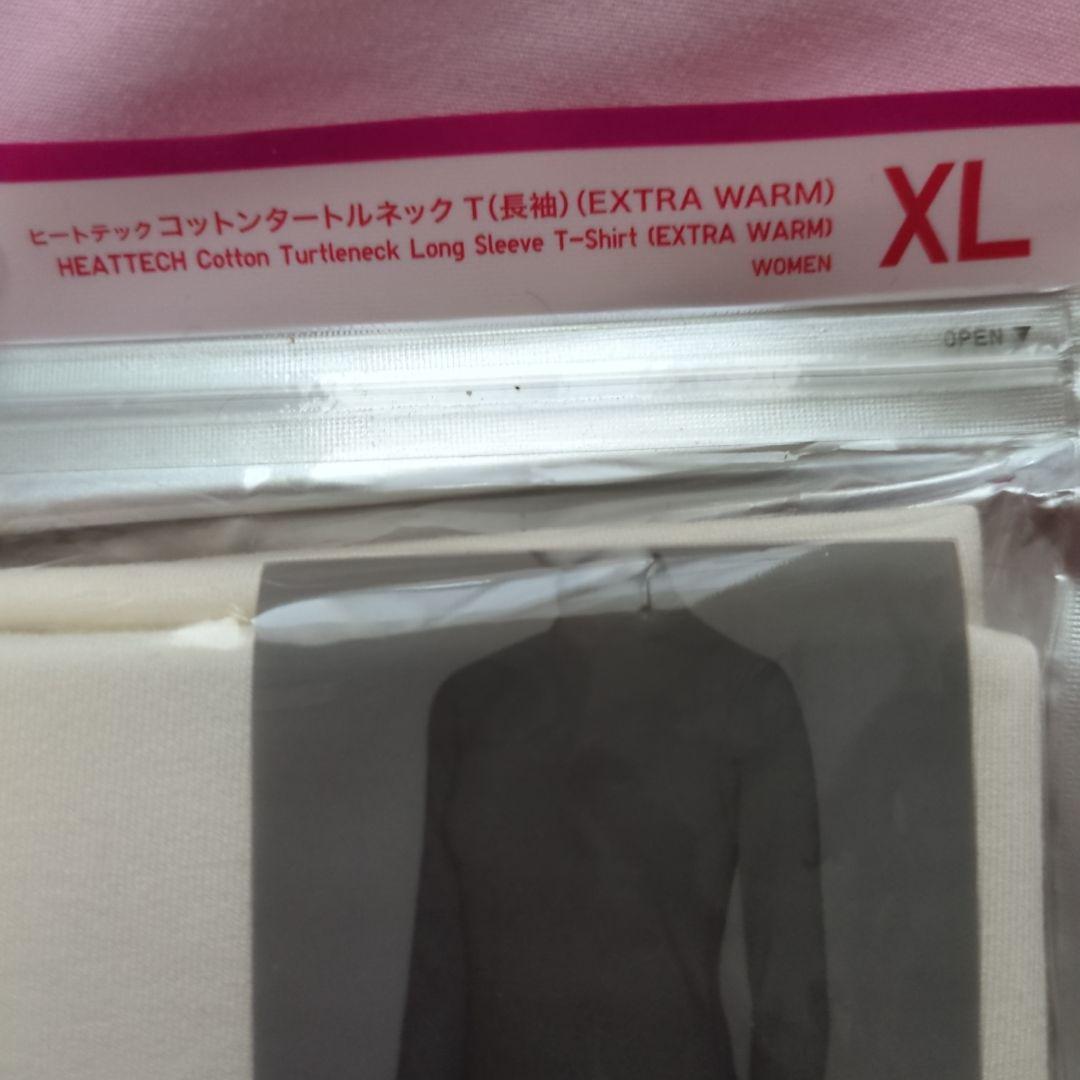 ヒートテックコットンタートルネックT(長袖)(EXTRA WARM)
HEATTECH Cotton Turtleneck Long Sleeve T-Shirt (EXTRA WARM)
WOMEN
XL
OPEN ▼